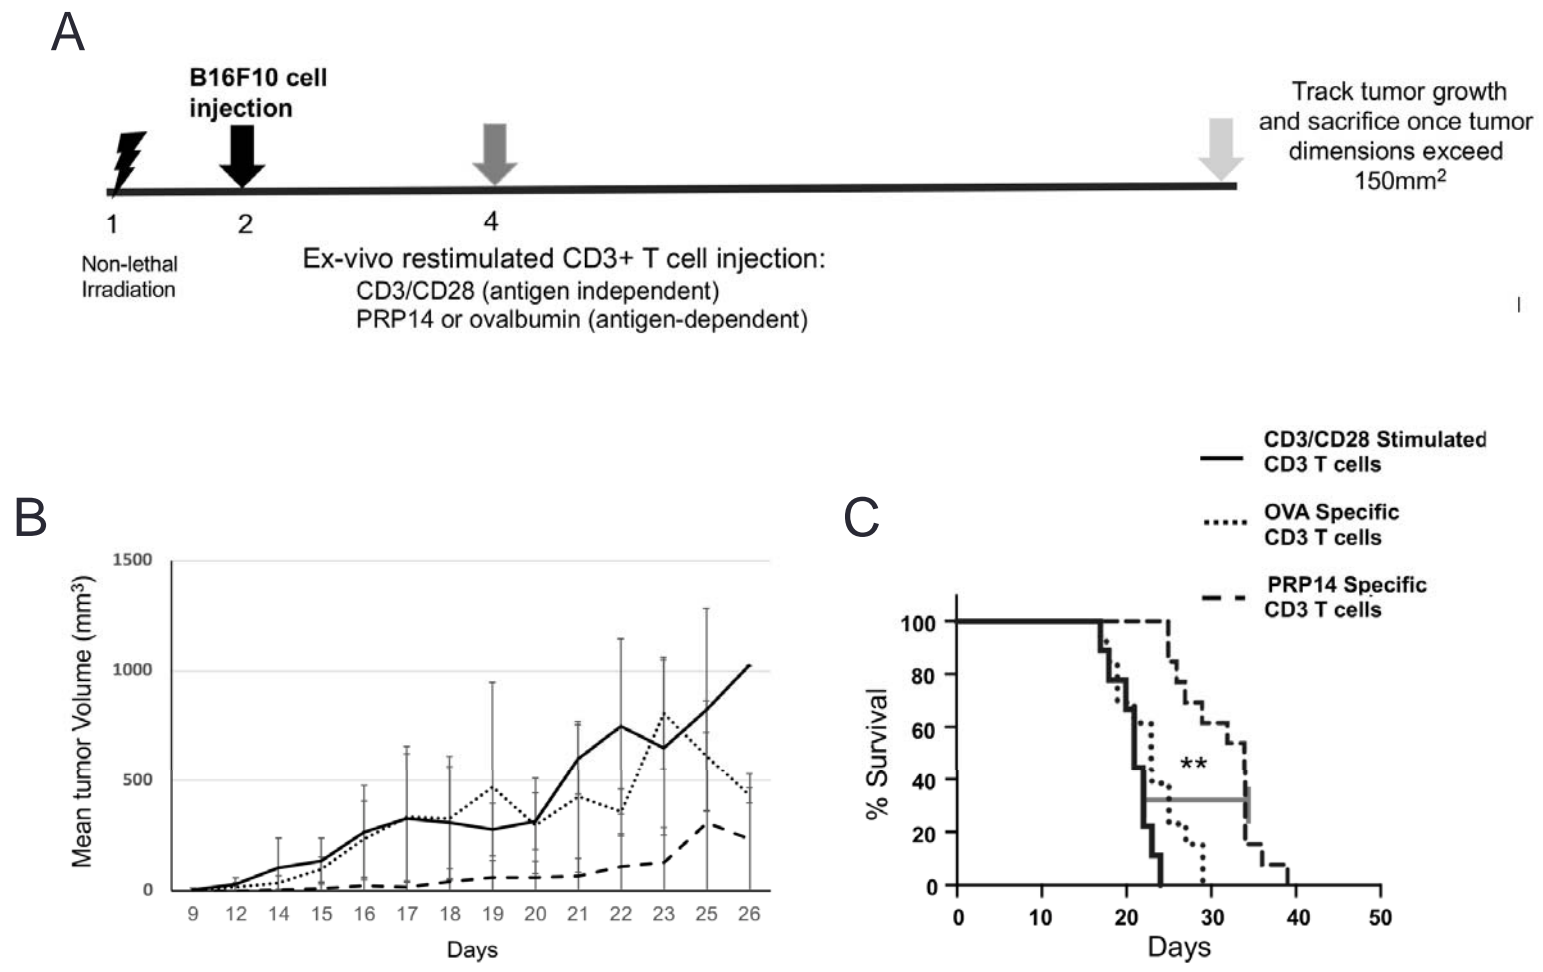 A
B16F10 cell
injection
Track tumor growth
and sacrifice once tumor
dimensions exceed
150mm²
1
2
4
Non-lethal
Irradiation
Ex-vivo restimulated CD3+ T cell injection:
CD3/CD28 (antigen independent)
PRP14 or ovalbumin (antigen-dependent)
B
Mean tumor Volume (mm³)
1500
1000
500
0
9 12 14 15 16 17 18 19 20 21 22 23 25 26
Days
C
CD3/CD28 Stimulated
CD3 T cells
OVA Specific
CD3 T cells
PRP14 Specific
CD3 T cells
% Survival
100
80
60
40
20
0
**
0 10 20 30 40 50
Days